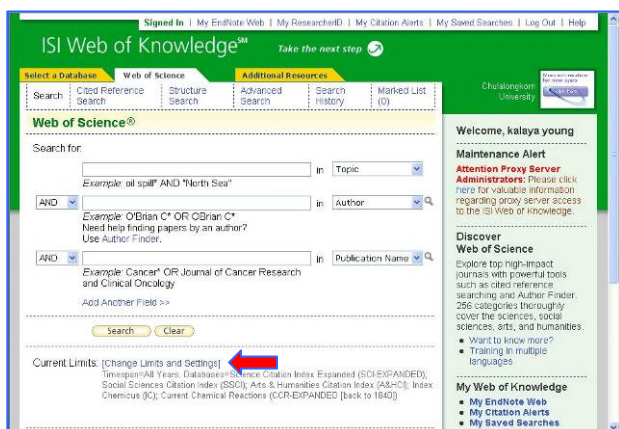 Signed In | My EndNote Web | My ResearcherID | My Citation Alerts | My Saved Searches | Log Out | Help
ISI Web of Knowledge℠ Take the next step
Select a Database Web of Science Additional Resources
Search Cited Reference Search Structure Search Advanced Search Search History Marked List (0)
Chulalongkorn University
Web of Science®
Search for:
in Topic
Example: oil spill* AND "North Sea"
AND in Author
Example: O'Brian C* OR OBrian C*
Need help finding papers by an author?
Use Author Finder.
AND in Publication Name
Example: Cancer* OR Journal of Cancer Research
and Clinical Oncology
Add Another Field >>
Search Clear
Current Limits: [Change Limits and Settings]
Timespan=All Years. Databases=Science Citation Index Expanded (SCI-EXPANDED);
Social Sciences Citation Index (SSCI); Arts & Humanities Citation Index (A&HCI); Index
Chemicus (IC); Current Chemical Reactions (CCR-EXPANDED [back to 1840])
Welcome, kalaya young
Maintenance Alert
Attention Proxy Server
Administrators: Please click
here for valuable information
regarding proxy server access
to the ISI Web of Knowledge.
Discover
Web of Science
Explore top high-impact
journals with powerful tools
such as cited reference
searching and Author Finder.
256 categories thoroughly
cover the sciences, social
sciences, arts, and humanities.
Want to know more?
Training in multiple
languages
My Web of Knowledge
My EndNote Web
My Citation Alerts
My Saved Searches